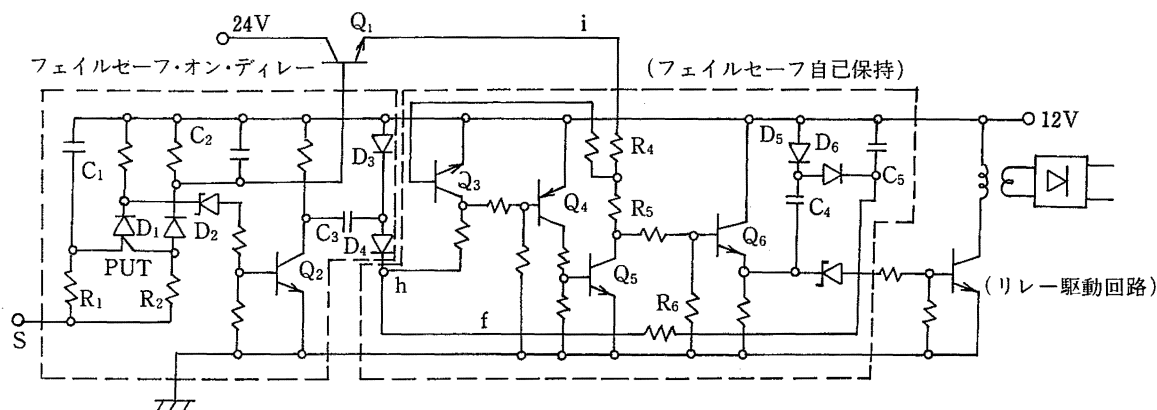 24V
Q₁
i
フェイルセーフ・オン・ディレー
(フェイルセーフ自己保持)
12V
C₁
C₂
D₃
R₄
D₅
D₆
C₅
Q₃
Q₄
R₅
C₄
D₁
D₂
C₃
D₄
Q₆
PUT
Q₂
Q₅
R₁
R₂
h
R₆
(リレー駆動回路)
S
f